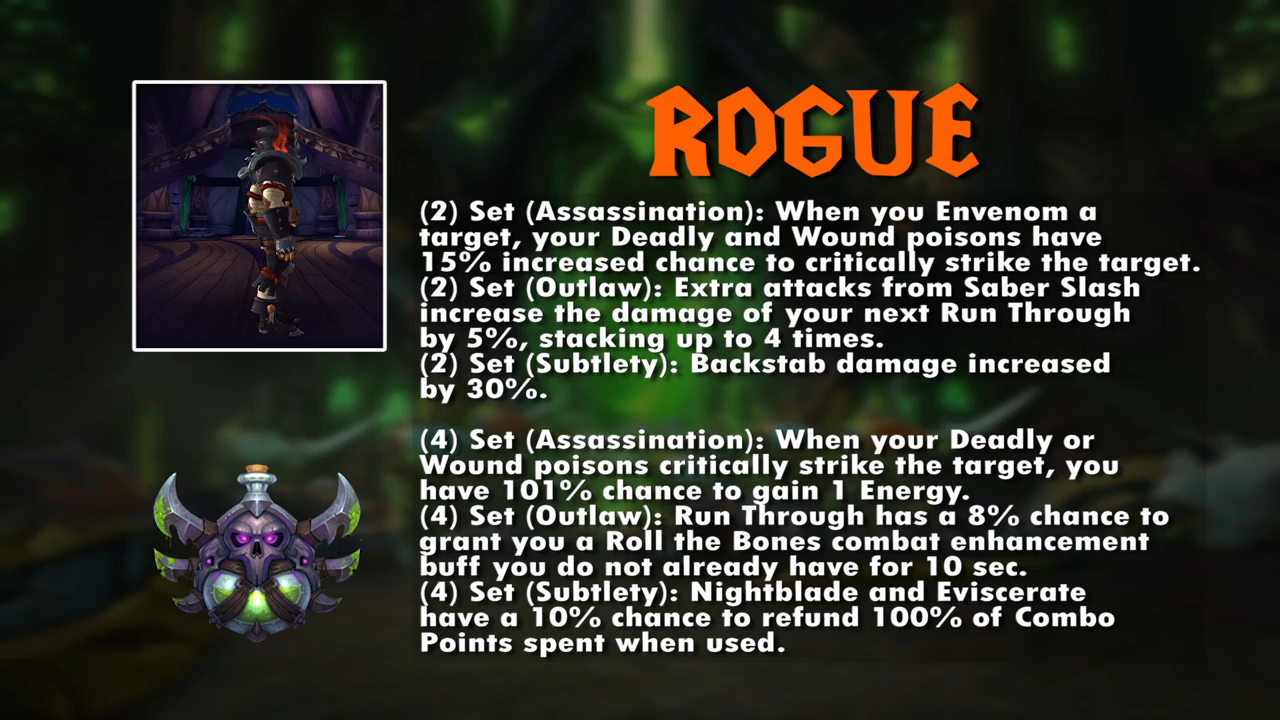 ROGUE
(2) Set (Assassination): When you Envenom a
target, your Deadly and Wound poisons have
15% increased chance to critically strike the target.
(2) Set (Outlaw): Extra attacks from Saber Slash
increase the damage of your next Run Through
by 5%, stacking up to 4 times.
(2) Set (Subtlety): Backstab damage increased
by 30%.
(4) Set (Assassination): When your Deadly or
Wound poisons critically strike the target, you
have 101% chance to gain 1 Energy.
(4) Set (Outlaw): Run Through has a 8% chance to
grant you a Roll the Bones combat enhancement
buff you do not already have for 10 sec.
(4) Set (Subtlety): Nightblade and Eviscerate
have a 10% chance to refund 100% of Combo
Points spent when used.